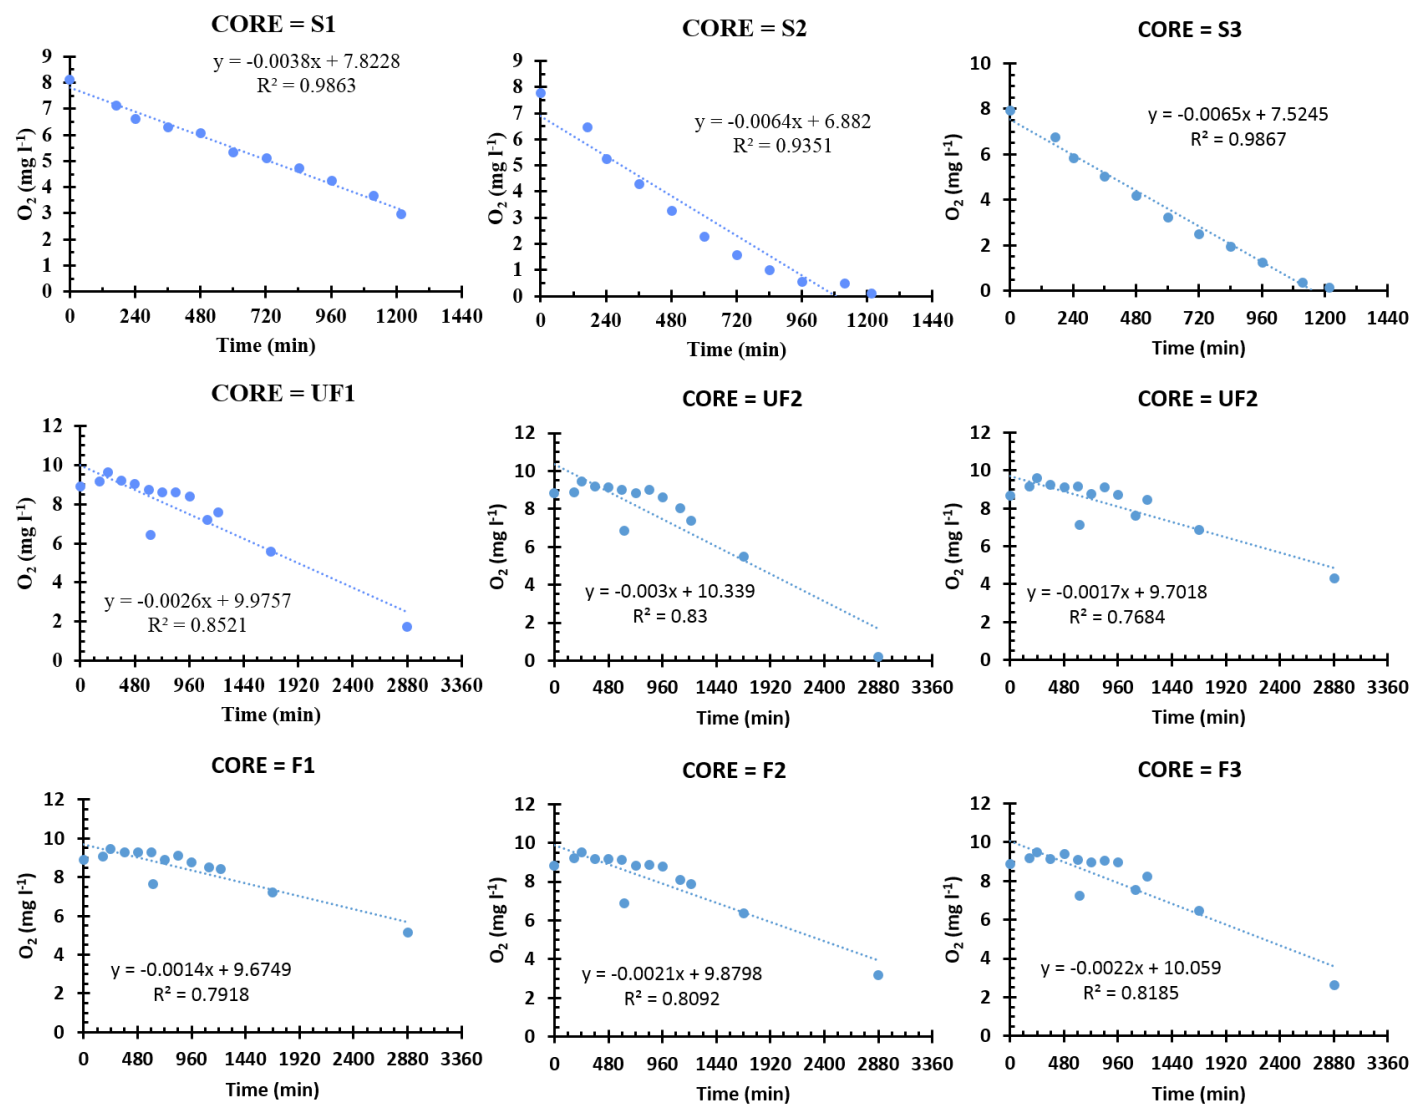 CORE = S1
y = -0.0038x + 7.8228
R² = 0.9863
O2 (mg l-1)
9
8
7
6
5
4
3
2
1
0
0 240 480 720 960 1200 1440
Time (min)
CORE = S2
y = -0.0064x + 6.882
R² = 0.9351
O2 (mg l-1)
9
8
7
6
5
4
3
2
1
0
0 240 480 720 960 1200 1440
Time (min)
CORE = S3
y = -0.0065x + 7.5245
R² = 0.9867
O2 (mg l-1)
10
8
6
4
2
0
0 240 480 720 960 1200 1440
Time (min)
CORE = UF1
O2 (mg l-1)
12
10
8
6
4
2
0
y = -0.0026x + 9.9757
R² = 0.8521
0 480 960 1440 1920 2400 2880 3360
Time (min)
CORE = UF2
O2 (mg l-1)
12
10
8
6
4
2
0
y = -0.003x + 10.339
R² = 0.83
0 480 960 1440 1920 2400 2880 3360
Time (min)
CORE = UF2
O2 (mg l-1)
12
10
8
6
4
2
0
y = -0.0017x + 9.7018
R² = 0.7684
0 480 960 1440 1920 2400 2880 3360
Time (min)
CORE = F1
O2 (mg l-1)
12
10
8
6
4
2
0
y = -0.0014x + 9.6749
R² = 0.7918
0 480 960 1440 1920 2400 2880 3360
Time (min)
CORE = F2
O2 (mg l-1)
12
10
8
6
4
2
0
y = -0.0021x + 9.8798
R² = 0.8092
0 480 960 1440 1920 2400 2880 3360
Time (min)
CORE = F3
O2 (mg l-1)
12
10
8
6
4
2
0
y = -0.0022x + 10.059
R² = 0.8185
0 480 960 1440 1920 2400 2880 3360
Time (min)